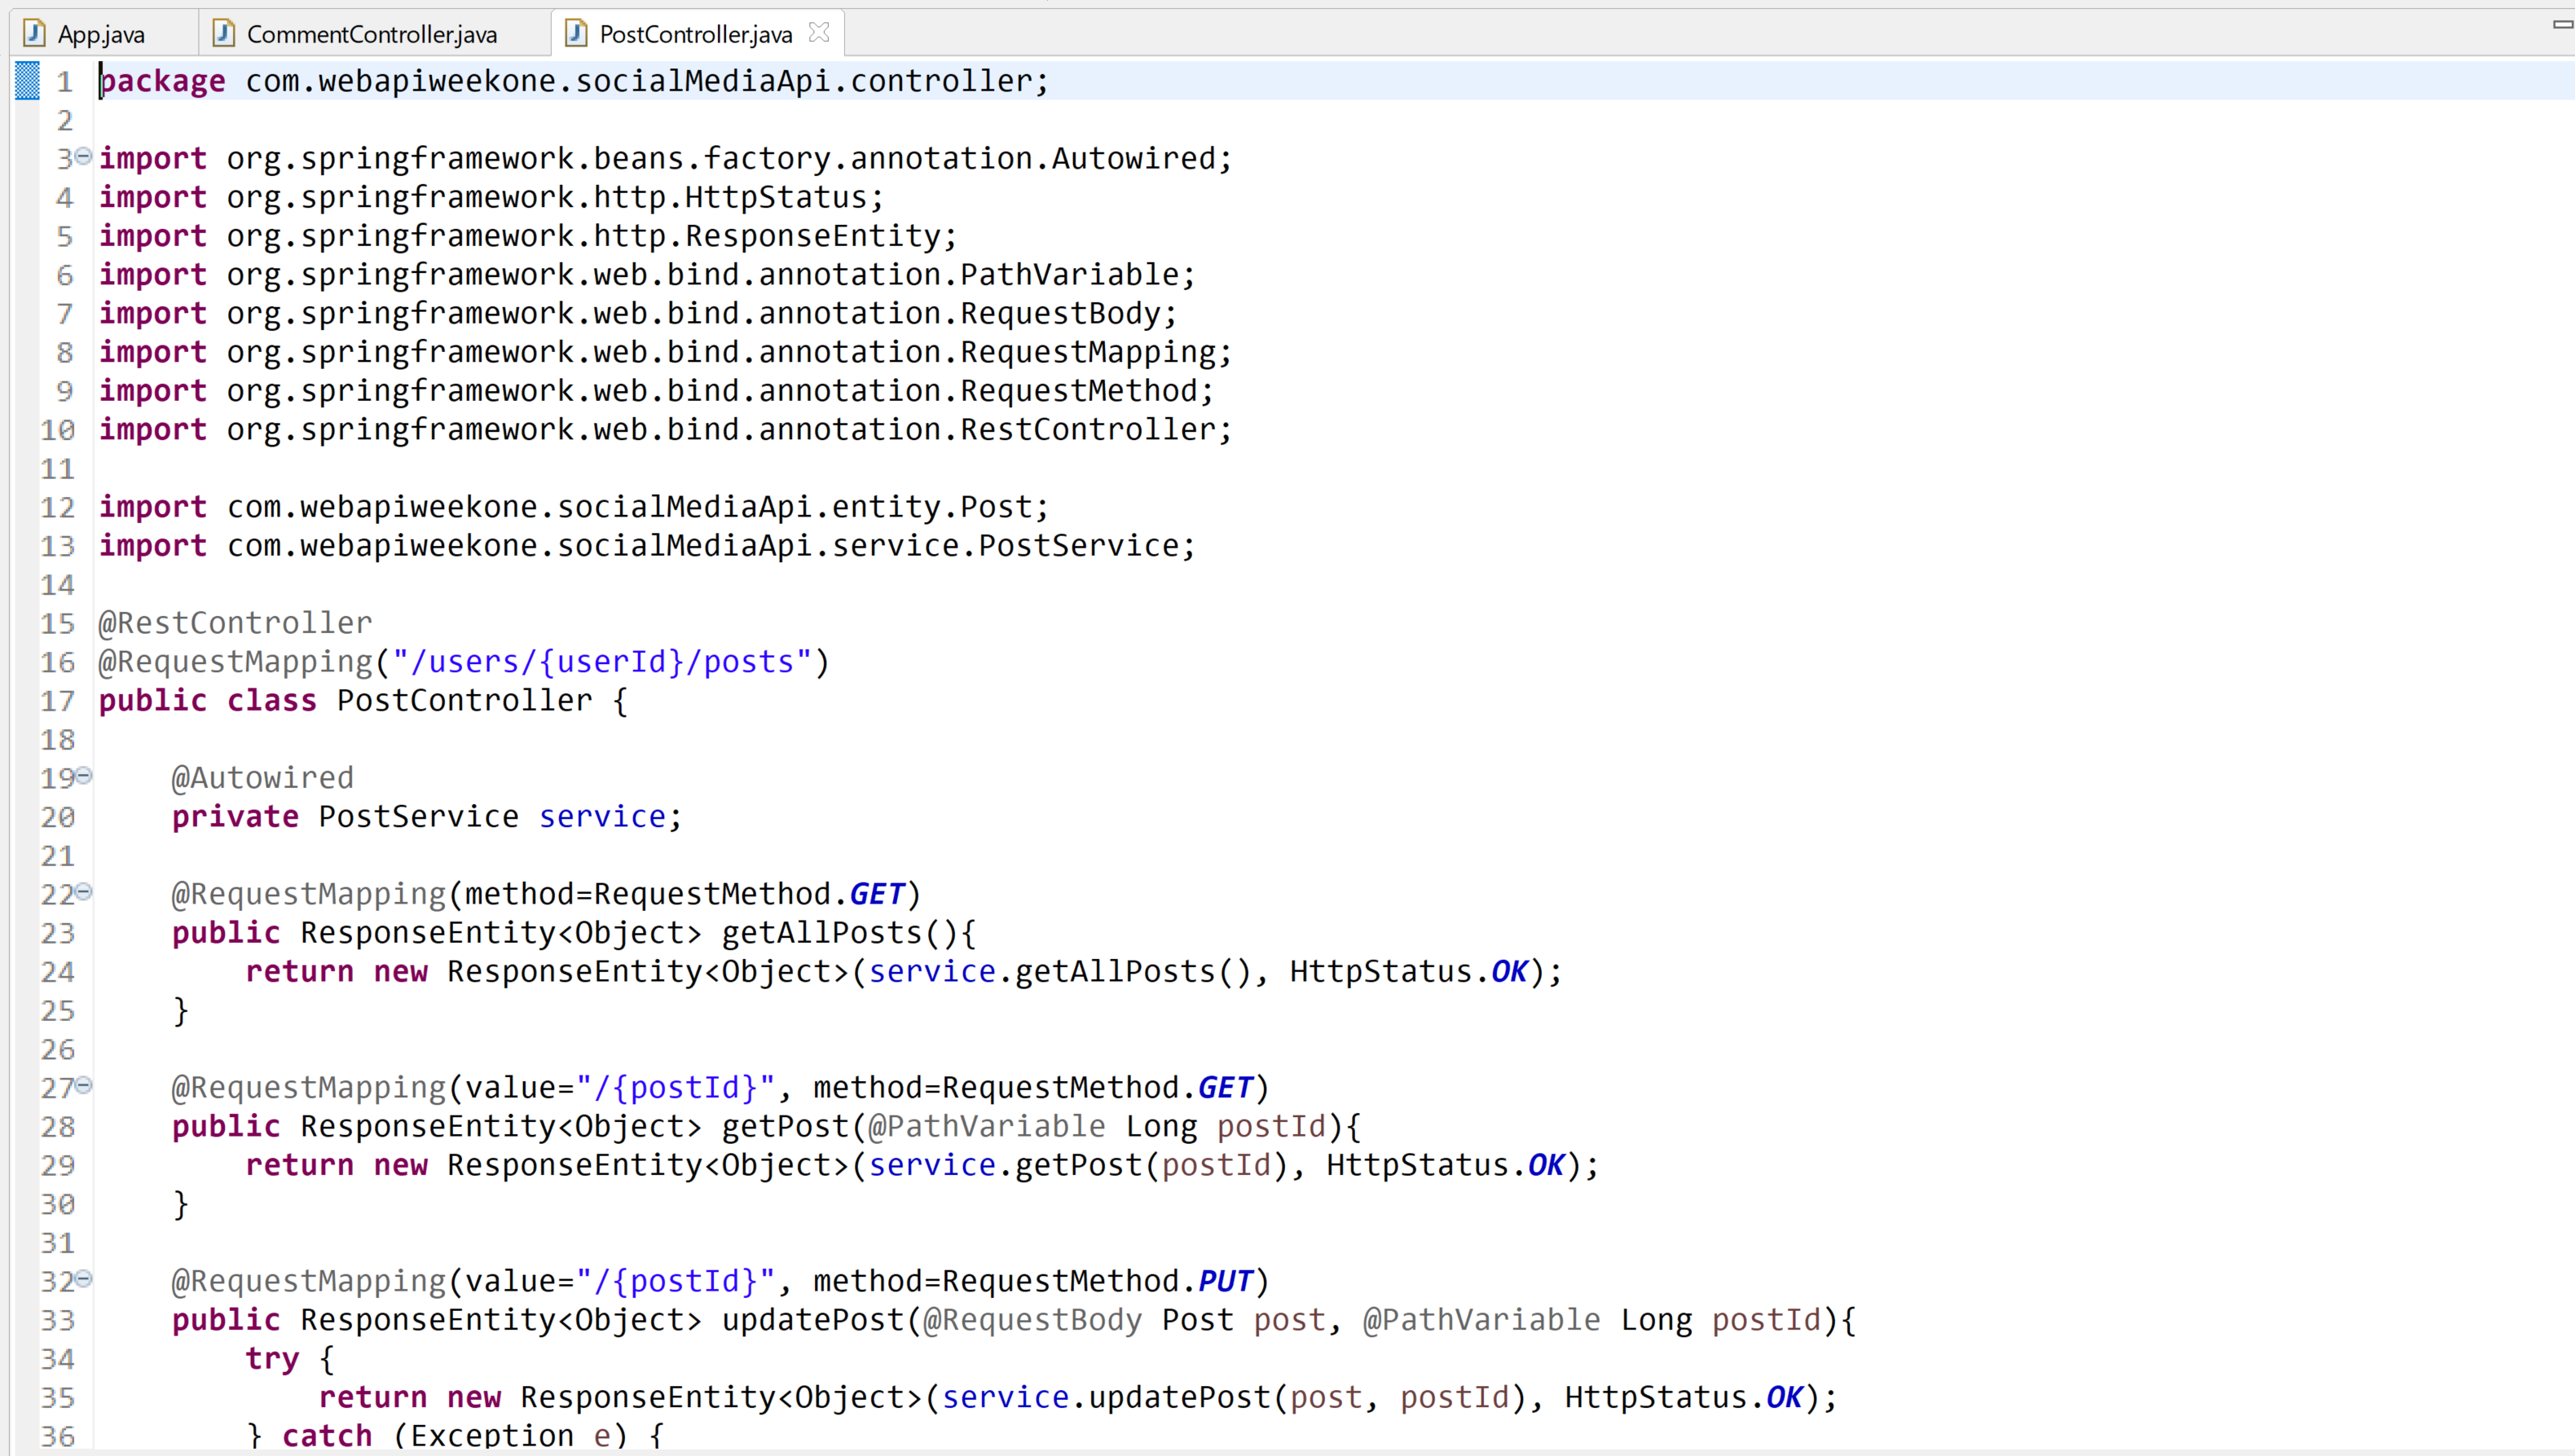 App.java CommentController.java PostController.java
1 package com.webapiweekone.socialMediaApi.controller;
2
3 import org.springframework.beans.factory.annotation.Autowired;
4 import org.springframework.http.HttpStatus;
5 import org.springframework.http.ResponseEntity;
6 import org.springframework.web.bind.annotation.PathVariable;
7 import org.springframework.web.bind.annotation.RequestBody;
8 import org.springframework.web.bind.annotation.RequestMapping;
9 import org.springframework.web.bind.annotation.RequestMethod;
10 import org.springframework.web.bind.annotation.RestController;
11
12 import com.webapiweekone.socialMediaApi.entity.Post;
13 import com.webapiweekone.socialMediaApi.service.PostService;
14
15 @RestController
16 @RequestMapping("/users/{userId}/posts")
17 public class PostController {
18
19     @Autowired
20     private PostService service;
21
22     @RequestMapping(method=RequestMethod.GET)
23     public ResponseEntity<Object> getAllPosts(){
24         return new ResponseEntity<Object>(service.getAllPosts(), HttpStatus.OK);
25     }
26
27     @RequestMapping(value="/{postId}", method=RequestMethod.GET)
28     public ResponseEntity<Object> getPost(@PathVariable Long postId){
29         return new ResponseEntity<Object>(service.getPost(postId), HttpStatus.OK);
30     }
31
32     @RequestMapping(value="/{postId}", method=RequestMethod.PUT)
33     public ResponseEntity<Object> updatePost(@RequestBody Post post, @PathVariable Long postId){
34         try {
35             return new ResponseEntity<Object>(service.updatePost(post, postId), HttpStatus.OK);
36         } catch (Exception e) {